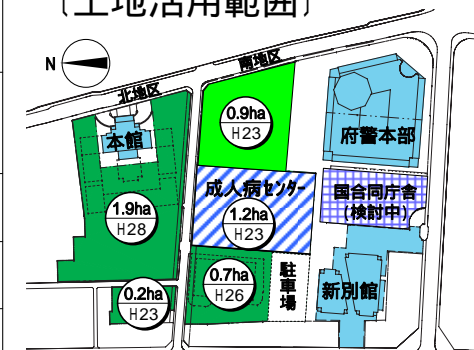 〔土地活用範囲〕
N
北地区
南地区
0.9ha
H23
本館
府警本部
成人病センター
国合同庁舎
(検討中)
1.9ha
H28
1.2ha
H23
0.7ha
H26
駐車場
新別館
0.2ha
H23